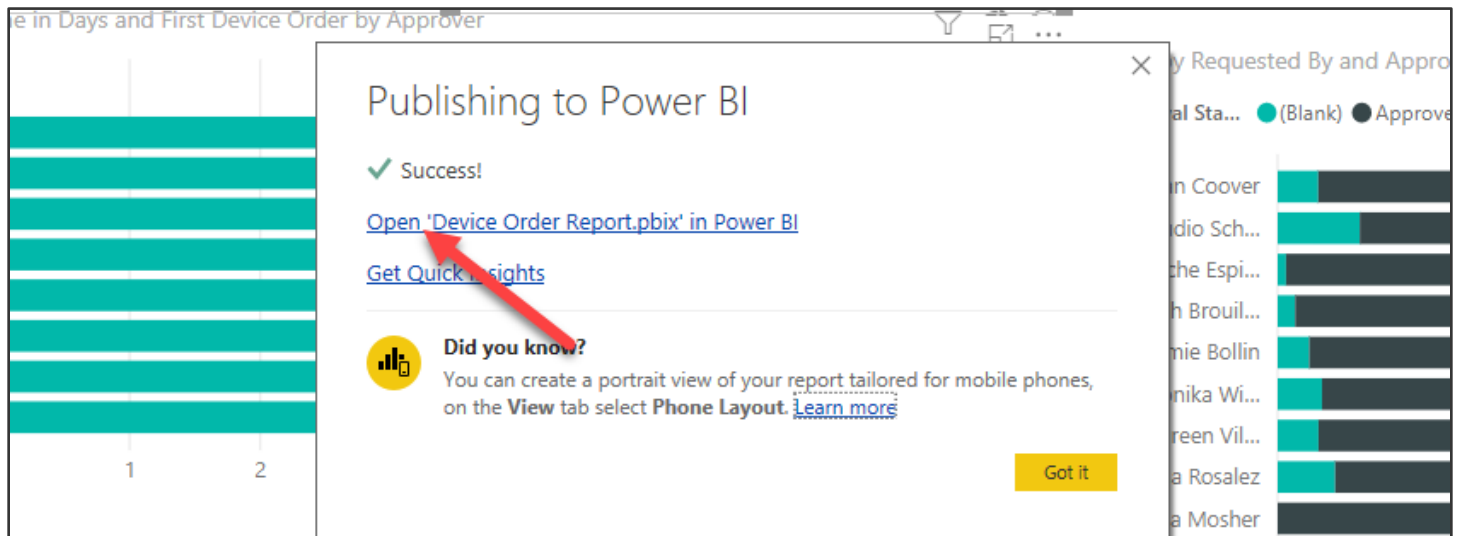 e in Days and First Device Order by Approver
Publishing to Power BI
Success!
Open 'Device Order Report.pbix' in Power BI
Get Quick Insights
Did you know?
You can create a portrait view of your report tailored for mobile phones,
on the View tab select Phone Layout. Learn more
Got it
1 2
y Requested By and Appro
al Sta... (Blank) Approve
n Coover
dio Sch...
che Espi...
h Brouil...
mie Bollin
nika Wi...
reen Vil...
a Rosalez
a Mosher